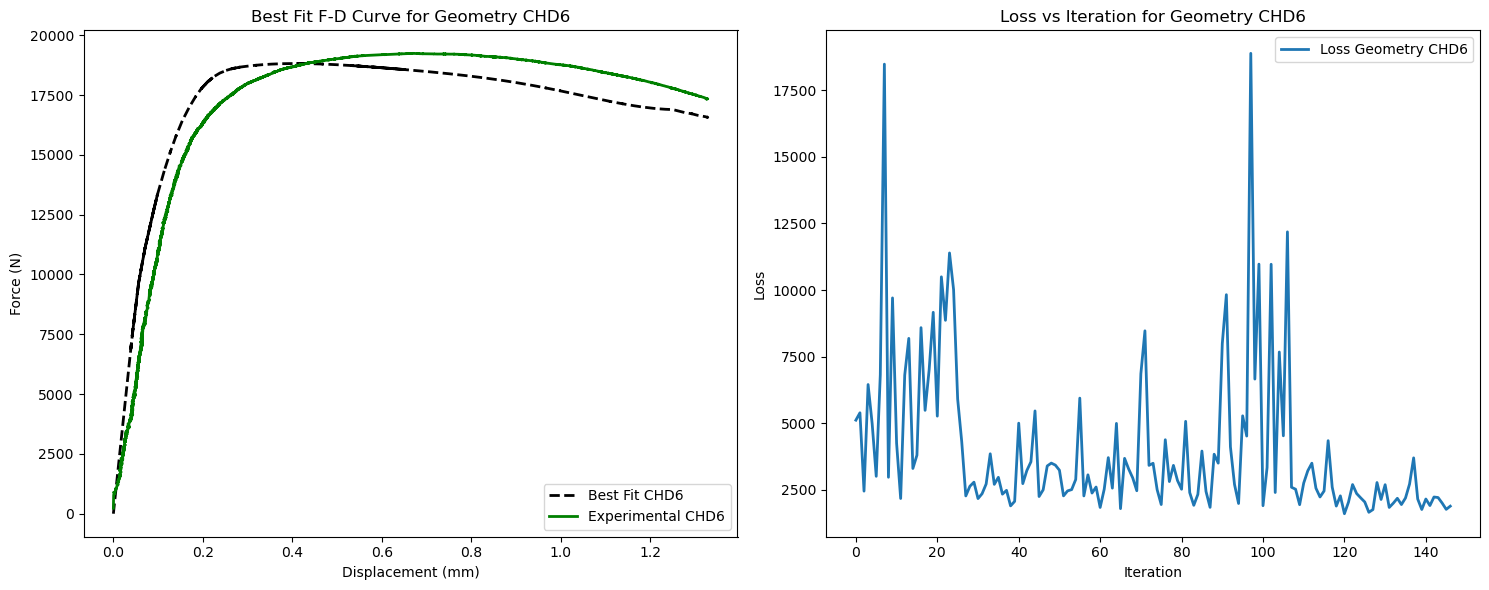 Best Fit F-D Curve for Geometry CHD6
Force (N)
20000
17500
15000
12500
10000
7500
5000
2500
0
0.0 0.2 0.4 0.6 0.8 1.0 1.2
Displacement (mm)
Best Fit CHD6
Experimental CHD6
Loss vs Iteration for Geometry CHD6
Loss
17500
15000
12500
10000
7500
5000
2500
0 20 40 60 80 100 120 140
Iteration
Loss Geometry CHD6